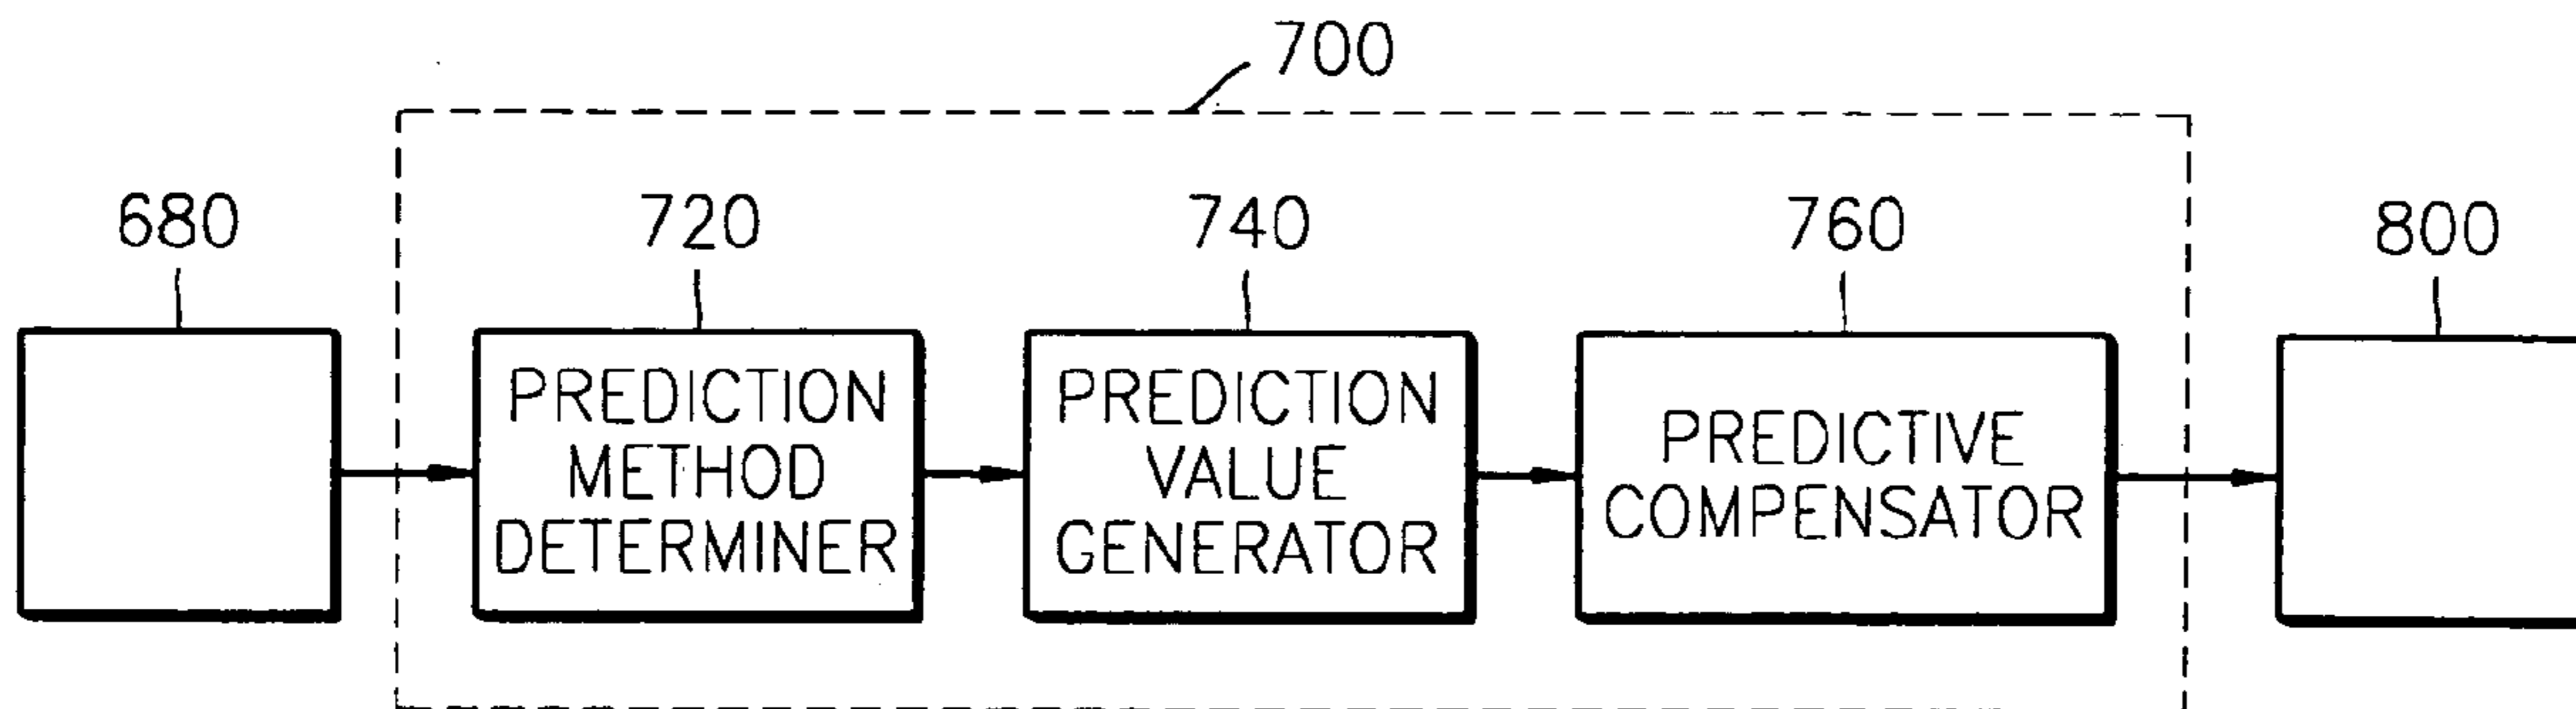 700
680
720
740
760
800
PREDICTION
METHOD
DETERMINER
PREDICTION
VALUE
GENERATOR
PREDICTIVE
COMPENSATOR